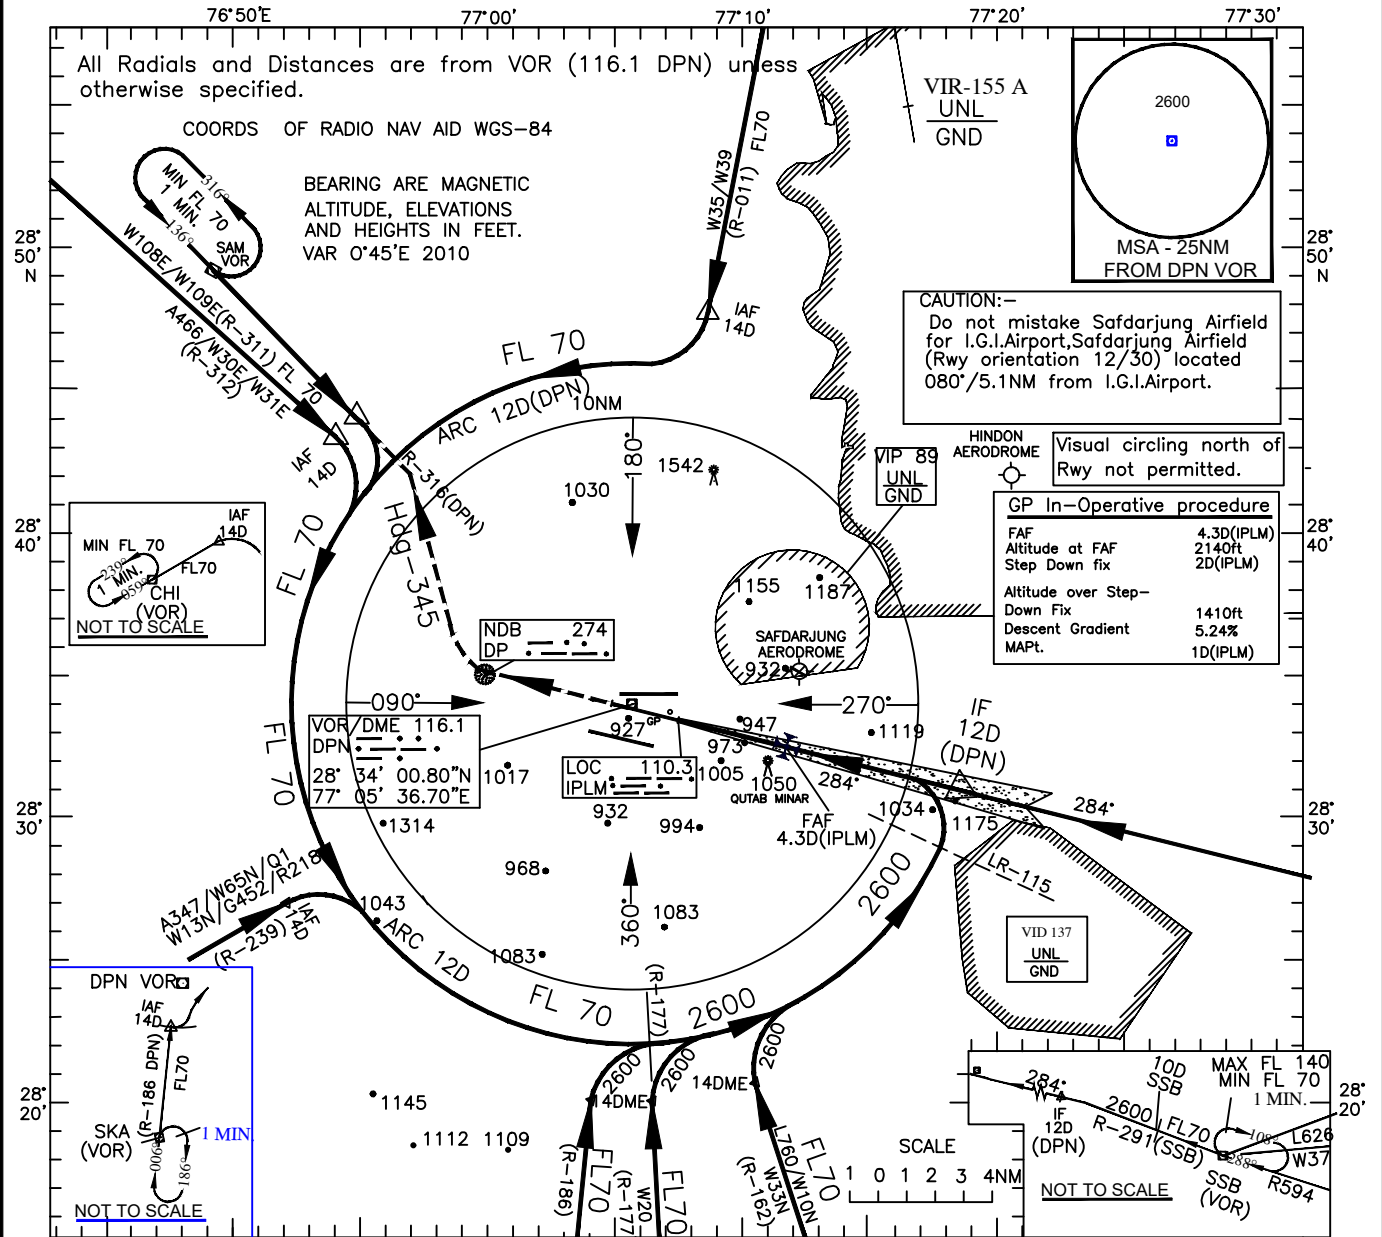 76°50'E
77°00'
77°10'
77°20'
77°30'
All Radials and Distances are from VOR (116.1 DPN) unless
otherwise specified.
COORDS OF RADIO NAV AID WGS-84
BEARING ARE MAGNETIC
ALTITUDE, ELEVATIONS
AND HEIGHTS IN FEET.
VAR 0°45'E 2010
MIN FL 70
1 MIN.
316°
136°
SAM
VOR
W108E/W109E(R-311) FL 70
A466/W30E/W31E
(R-312)
IAF
14D
W35/W39
(R-011) FL70
IAF
14D
VIR-155 A
UNL
GND
2600
MSA - 25NM
FROM DPN VOR
28°
50'
N
28°
50'
N
CAUTION:-
Do not mistake Safdarjung Airfield
for I.G.I.Airport,Safdarjung Airfield
(Rwy orientation 12/30) located
080°/5.1NM from I.G.I.Airport.
FL 70
ARC 12D(DPN)
10NM
180°
1542
1030
R-316(DPN)
Hdg-345
VIP 89
UNL
GND
HINDON
AERODROME
Visual circling north of
Rwy not permitted.
GP In-Operative procedure
FAF 4.3D(IPLM)
Altitude at FAF 2140ft
Step Down fix 2D(IPLM)
Altitude over Step-
Down Fix 1410ft
Descent Gradient 5.24%
MAPt. 1D(IPLM)
28°
40'
28°
40'
IAF
14D
MIN FL 70
239°
1 MIN.
059°
FL70
CHI
(VOR)
NOT TO SCALE
FL 70
1155
1187
SAFDARJUNG
AERODROME
932
NDB 274
DP
090°
270°
VOR/DME 116.1
DPN
28° 34' 00.80"N
77° 05' 36.70"E
927
GP
947
973
1005
1119
IF
12D
(DPN)
LOC 110.3
IPLM
1017
1050
QUTAB MINAR
284°
284°
1034
1175
FAF
4.3D(IPLM)
FL 70
1314
932
994
28°
30'
28°
30'
968
LR-115
2600
A347/W65N/Q1
W13N/G452/R218
(R-239)
IAF
14D
1043
ARC 12D
360°
1083
1083
VID 137
UNL
GND
FL 70
(R-177)
2600
DPN VOR
IAF
14D
(R-186 DPN)
FL70
SKA
(VOR)
1 MIN.
006°
186°
NOT TO SCALE
2600
2600
2600
14DME
14DME
1145
1112
1109
(R-186)
FL70
(R-177
W20
FL70
L760/W10N
W33N
(R-162)
FL70
SCALE
1 0 1 2 3 4NM
10D
SSB
MAX FL 140
MIN FL 70
1 MIN.
284°
IF
12D
(DPN)
2600
FL70
R-291(SSB)
108°
288°
L626
W37
R594
SSB
(VOR)
NOT TO SCALE
28°
20'
28°
20'